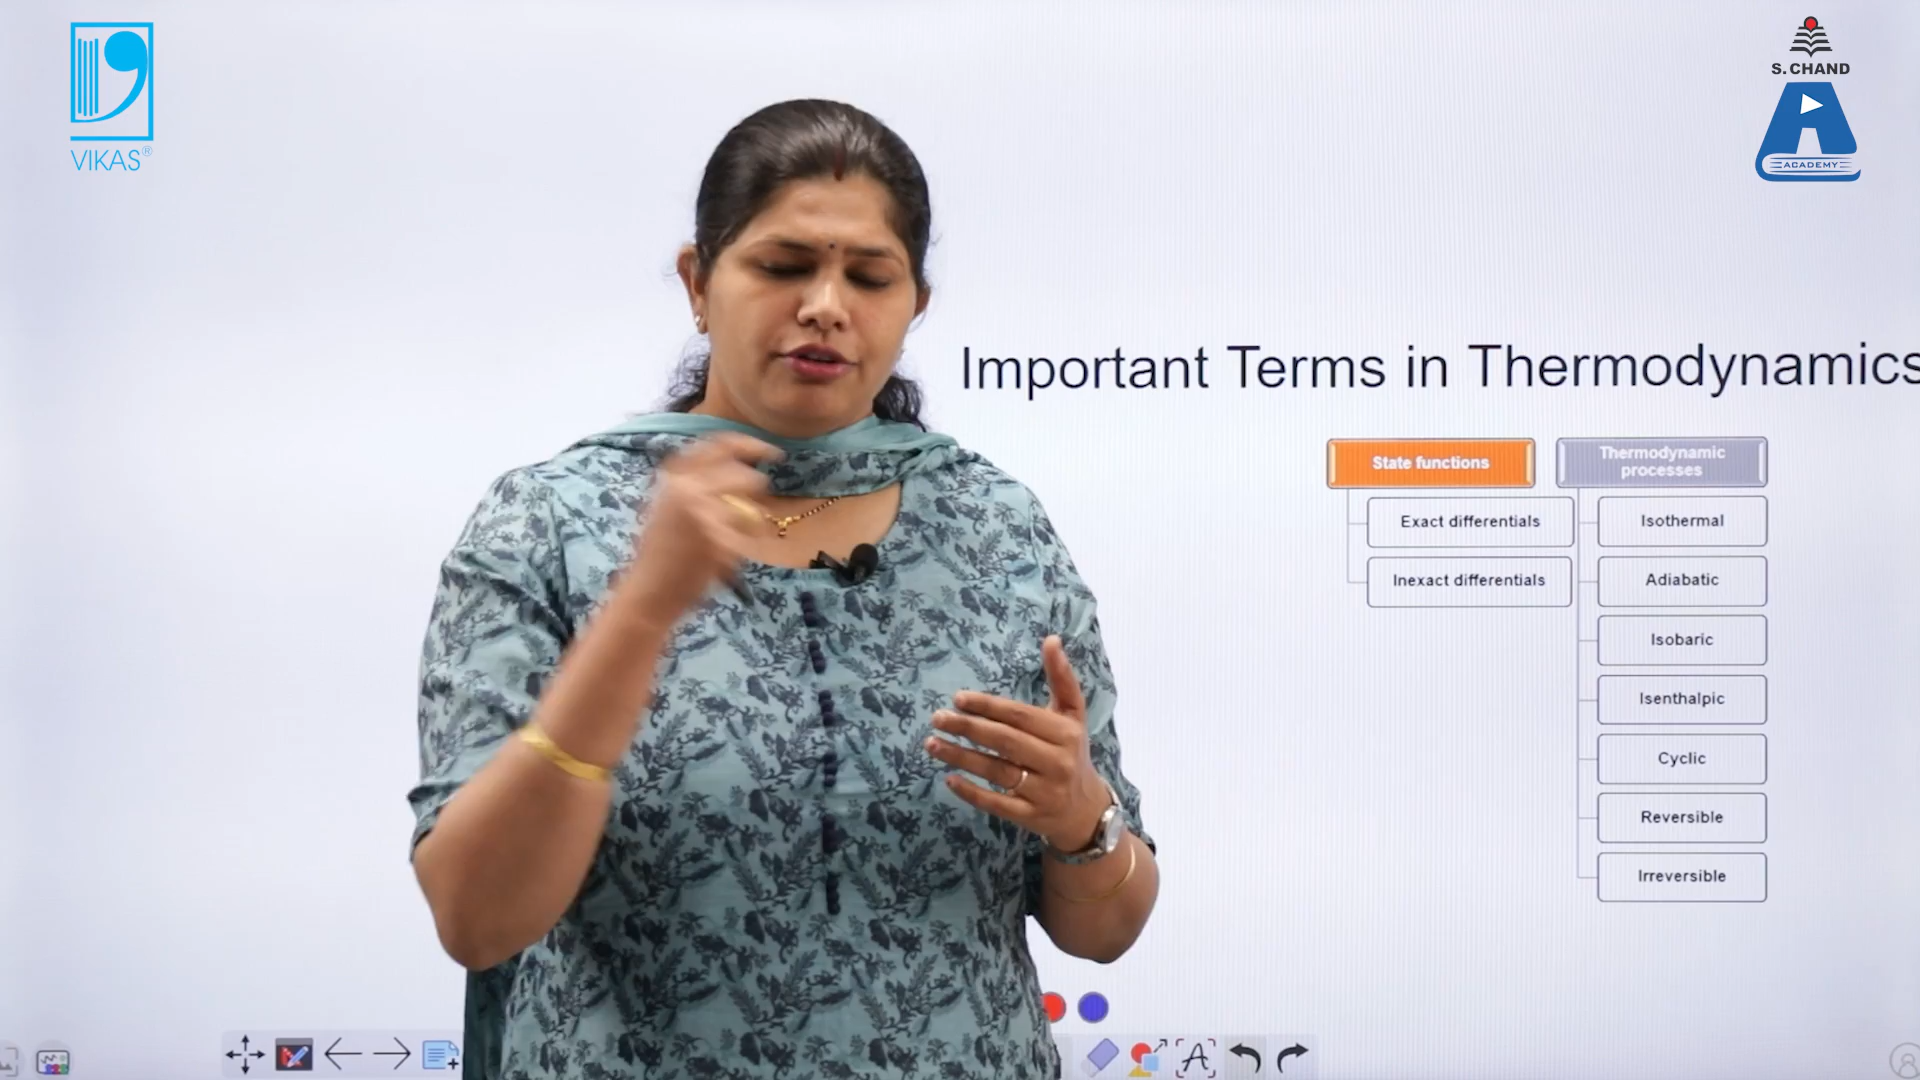 VIKAS®
S. CHAND
ACADEMY
Important Terms in Thermodynamics
State functions
Exact differentials
Inexact differentials
Thermodynamic
processes
Isothermal
Adiabatic
Isobaric
Isenthalpic
Cyclic
Reversible
Irreversible
A